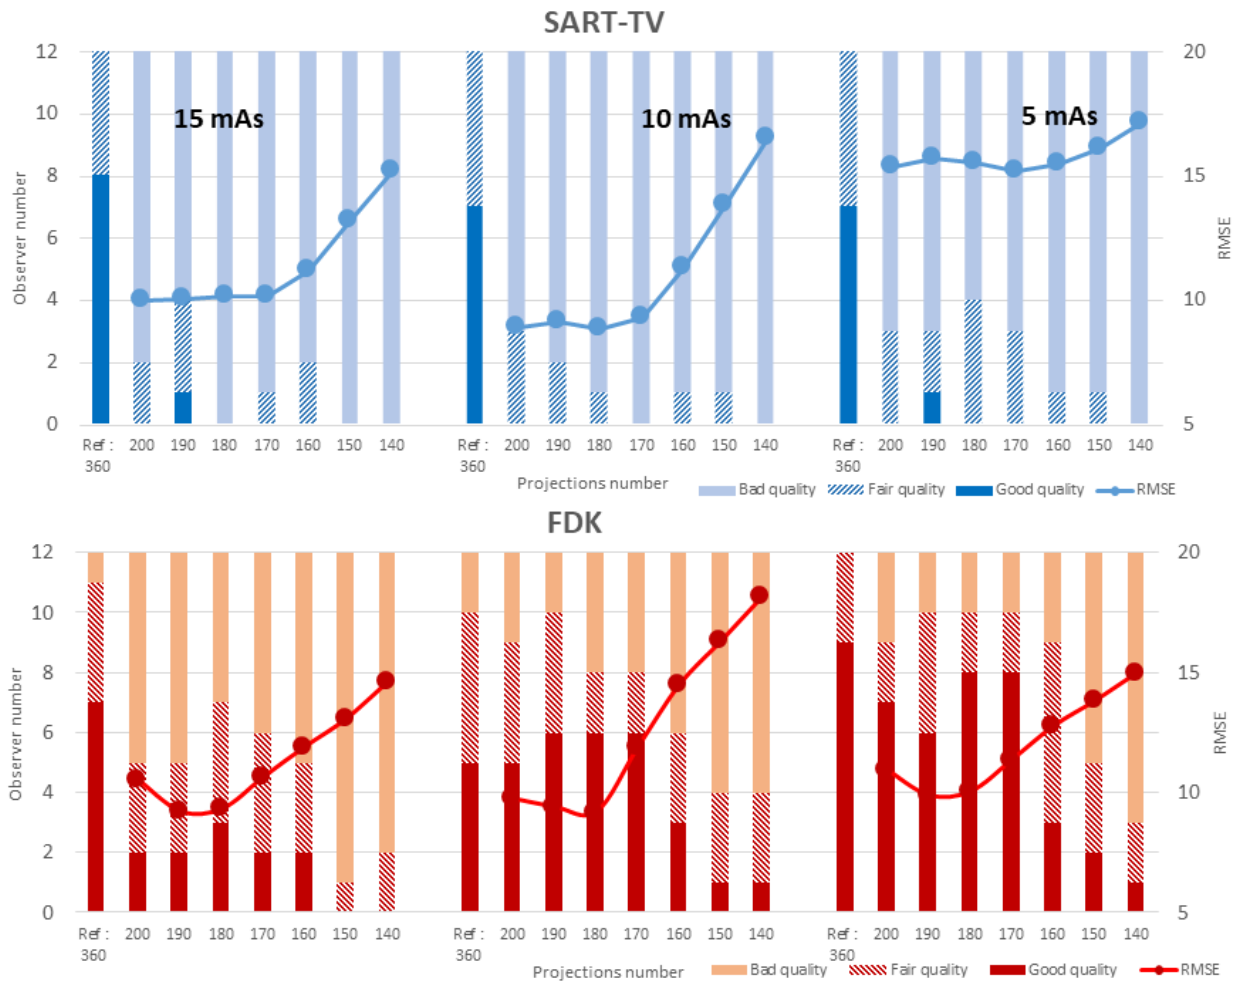 SART-TV
12 20
15 mAs 10 mAs 5 mAs
10
8 15
6
4 10
2
0 5
Observer number
RMSE
Ref : 200 190 180 170 160 150 140 Ref : 200 190 180 170 160 150 140 Ref : 200 190 180 170 160 150 140
360 360 360
Projections number
Bad quality Fair quality Good quality RMSE
FDK
12 20
10
8 15
6
4 10
2
0 5
Observer number
RMSE
Ref : 200 190 180 170 160 150 140 Ref : 200 190 180 170 160 150 140 Ref : 200 190 180 170 160 150 140
360 360 360
Projections number
Bad quality Fair quality Good quality RMSE